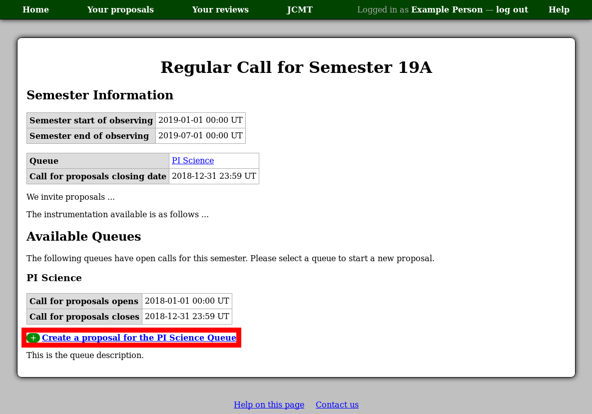 Home Your proposals Your reviews JCMT Logged in as Example Person — log out Help
Regular Call for Semester 19A
Semester Information
Semester start of observing 2019-01-01 00:00 UT
Semester end of observing 2019-07-01 00:00 UT
Queue PI Science
Call for proposals closing date 2018-12-31 23:59 UT
We invite proposals ...
The instrumentation available is as follows ...
Available Queues
The following queues have open calls for this semester. Please select a queue to start a new proposal.
PI Science
Call for proposals opens 2018-01-01 00:00 UT
Call for proposals closes 2018-12-31 23:59 UT
Create a proposal for the PI Science Queue
This is the queue description.
Help on this page Contact us